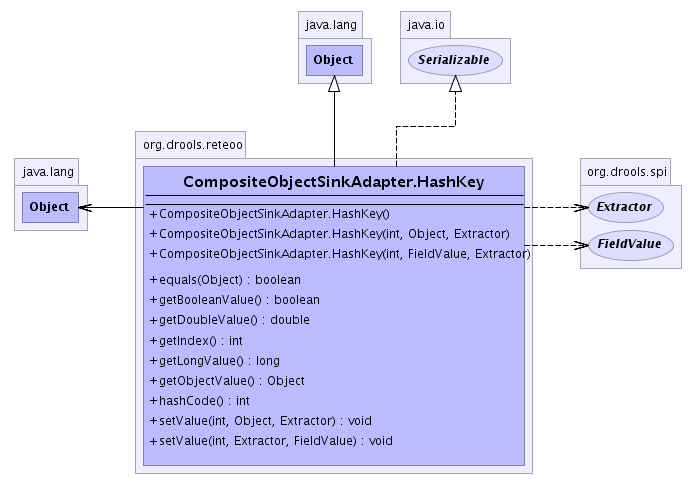 java.lang
java.io
Object
Serializable
org.drools.reteoo
java.lang
org.drools.spi
CompositeObjectSinkAdapter.HashKey
Object
Extractor
FieldValue
+ CompositeObjectSinkAdapter.HashKey()
+ CompositeObjectSinkAdapter.HashKey(int, Object, Extractor)
+ CompositeObjectSinkAdapter.HashKey(int, FieldValue, Extractor)
+ equals(Object) : boolean
+ getBooleanValue() : boolean
+ getDoubleValue() : double
+ getIndex() : int
+ getLongValue() : long
+ getObjectValue() : Object
+ hashCode() : int
+ setValue(int, Object, Extractor) : void
+ setValue(int, Extractor, FieldValue) : void